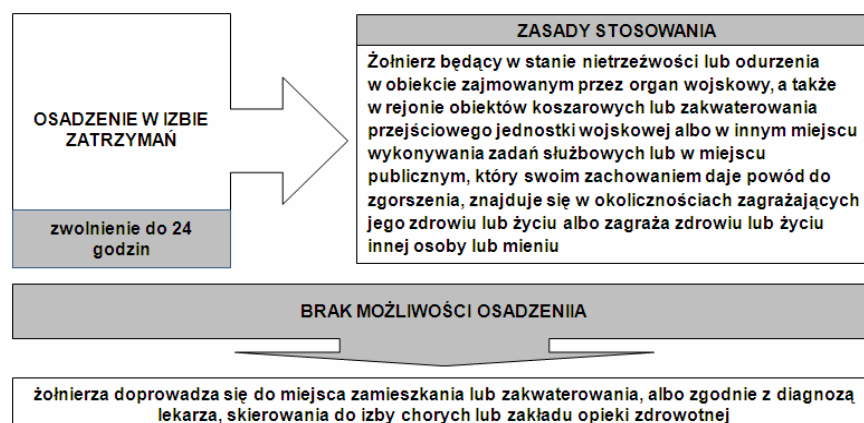 OSADZENIE W IZBIE
ZATRZYMAŃ
zwolnienie do 24
godzin
ZASADY STOSOWANIA
Żołnierz będący w stanie nietrzeźwości lub odurzenia
w obiekcie zajmowanym przez organ wojskowy, a także
w rejonie obiektów koszarowych lub zakwaterowania
przejściowego jednostki wojskowej albo w innym miejscu
wykonywania zadań służbowych lub w miejscu
publicznym, który swoim zachowaniem daje powód do
zgorszenia, znajduje się w okolicznościach zagrażających
jego zdrowiu lub życiu albo zagraża zdrowiu lub życiu
innej osoby lub mieniu
BRAK MOŻLIWOŚCI OSADZENIIA
żołnierza doprowadza się do miejsca zamieszkania lub zakwaterowania, albo zgodnie z diagnozą
lekarza, skierowania do izby chorych lub zakładu opieki zdrowotnej